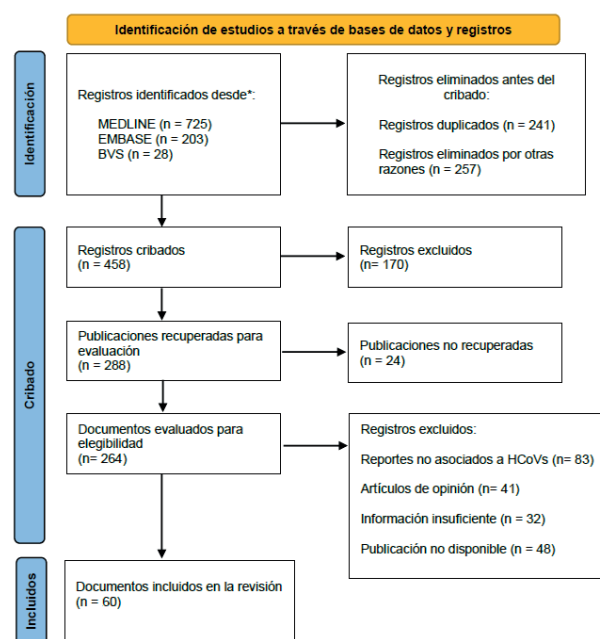 Identificación de estudios a través de bases de datos y registros
Identificación
Registros identificados desde*:
MEDLINE (n = 725)
EMBASE (n = 203)
BVS (n = 28)
Registros eliminados antes del
cribado:
Registros duplicados (n = 241)
Registros eliminados por otras
razones (n = 257)
Cribado
Registros cribados
(n = 458)
Registros excluidos
(n= 170)
Publicaciones recuperadas para
evaluación
(n = 288)
Publicaciones no recuperadas
(n = 24)
Documentos evaluados para
elegibilidad
(n= 264)
Registros excluidos:
Reportes no asociados a HCoVs (n= 83)
Artículos de opinión (n= 41)
Información insuficiente (n = 32)
Publicación no disponible (n = 48)
Incluidos
Documentos incluidos en la revisión
(n = 60)